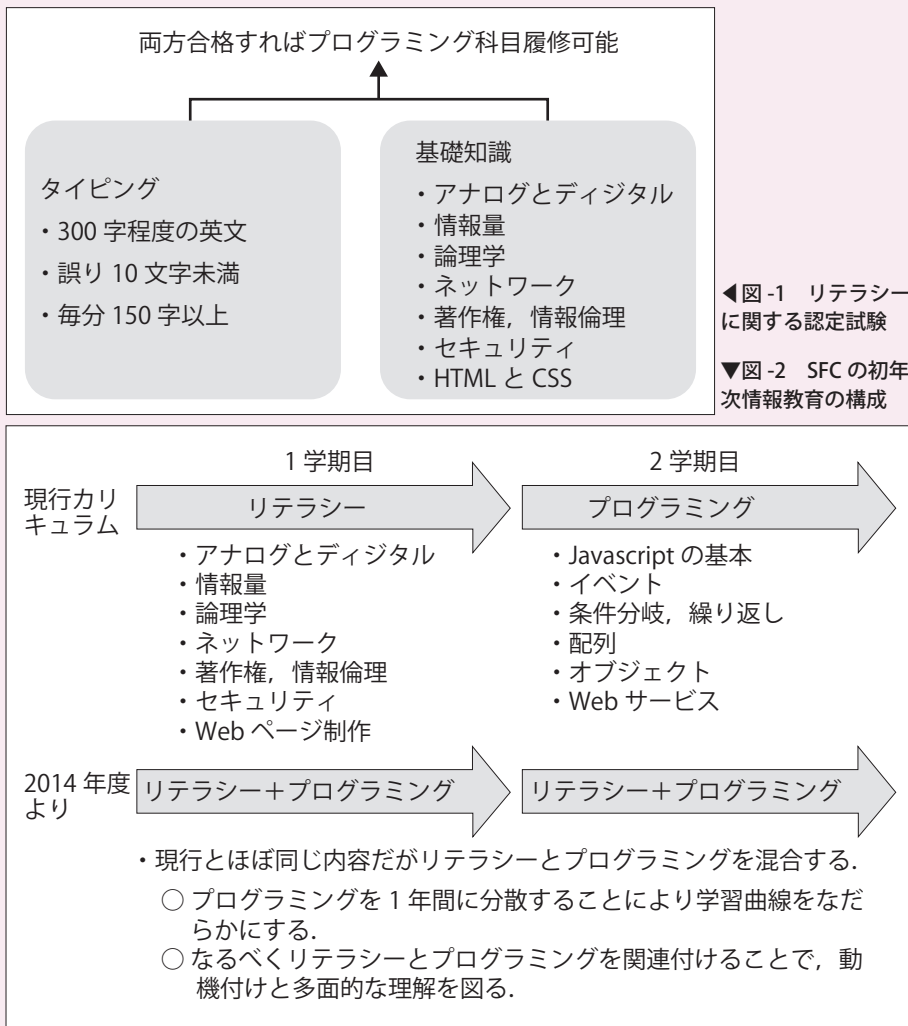 両方合格すればプログラミング科目履修可能
タイピング
・300 字程度の英文
・誤り 10 文字未満
・毎分 150 字以上
基礎知識
・アナログとディジタル
・情報量
・論理学
・ネットワーク
・著作権，情報倫理
・セキュリティ
・HTML と CSS
◀図 -1 リテラシー
に関する認定試験
▼図 -2 SFC の初年
次情報教育の構成
1 学期目
2 学期目
現行カリ
キュラム
リテラシー
プログラミング
・アナログとディジタル
・情報量
・論理学
・ネットワーク
・著作権，情報倫理
・セキュリティ
・Web ページ制作
・Javascript の基本
・イベント
・条件分岐，繰り返し
・配列
・オブジェクト
・Web サービス
2014 年度
より
リテラシー＋プログラミング
リテラシー＋プログラミング
・現行とほぼ同じ内容だがリテラシーとプログラミングを混合する．
○ プログラミングを 1 年間に分散することにより学習曲線をなだ
らかにする．
○ なるべくリテラシーとプログラミングを関連付けることで，動
機付けと多面的な理解を図る．